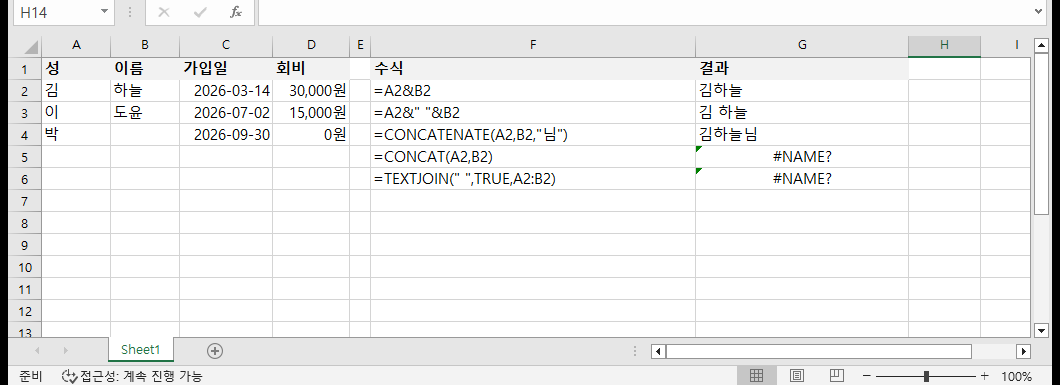 H14 fx
A B C D E F G H I
1 성 이름 가입일 회비 수식 결과
2 김 하늘 2026-03-14 30,000원 =A2&B2 김하늘
3 이 도윤 2026-07-02 15,000원 =A2&" "&B2 김 하늘
4 박 2026-09-30 0원 =CONCATENATE(A2,B2,"님") 김하늘님
5 =CONCAT(A2,B2) #NAME?
6 =TEXTJOIN(" ",TRUE,A2:B2) #NAME?
7
8
9
10
11
12
13
Sheet1
준비 접근성: 계속 진행 가능 100%